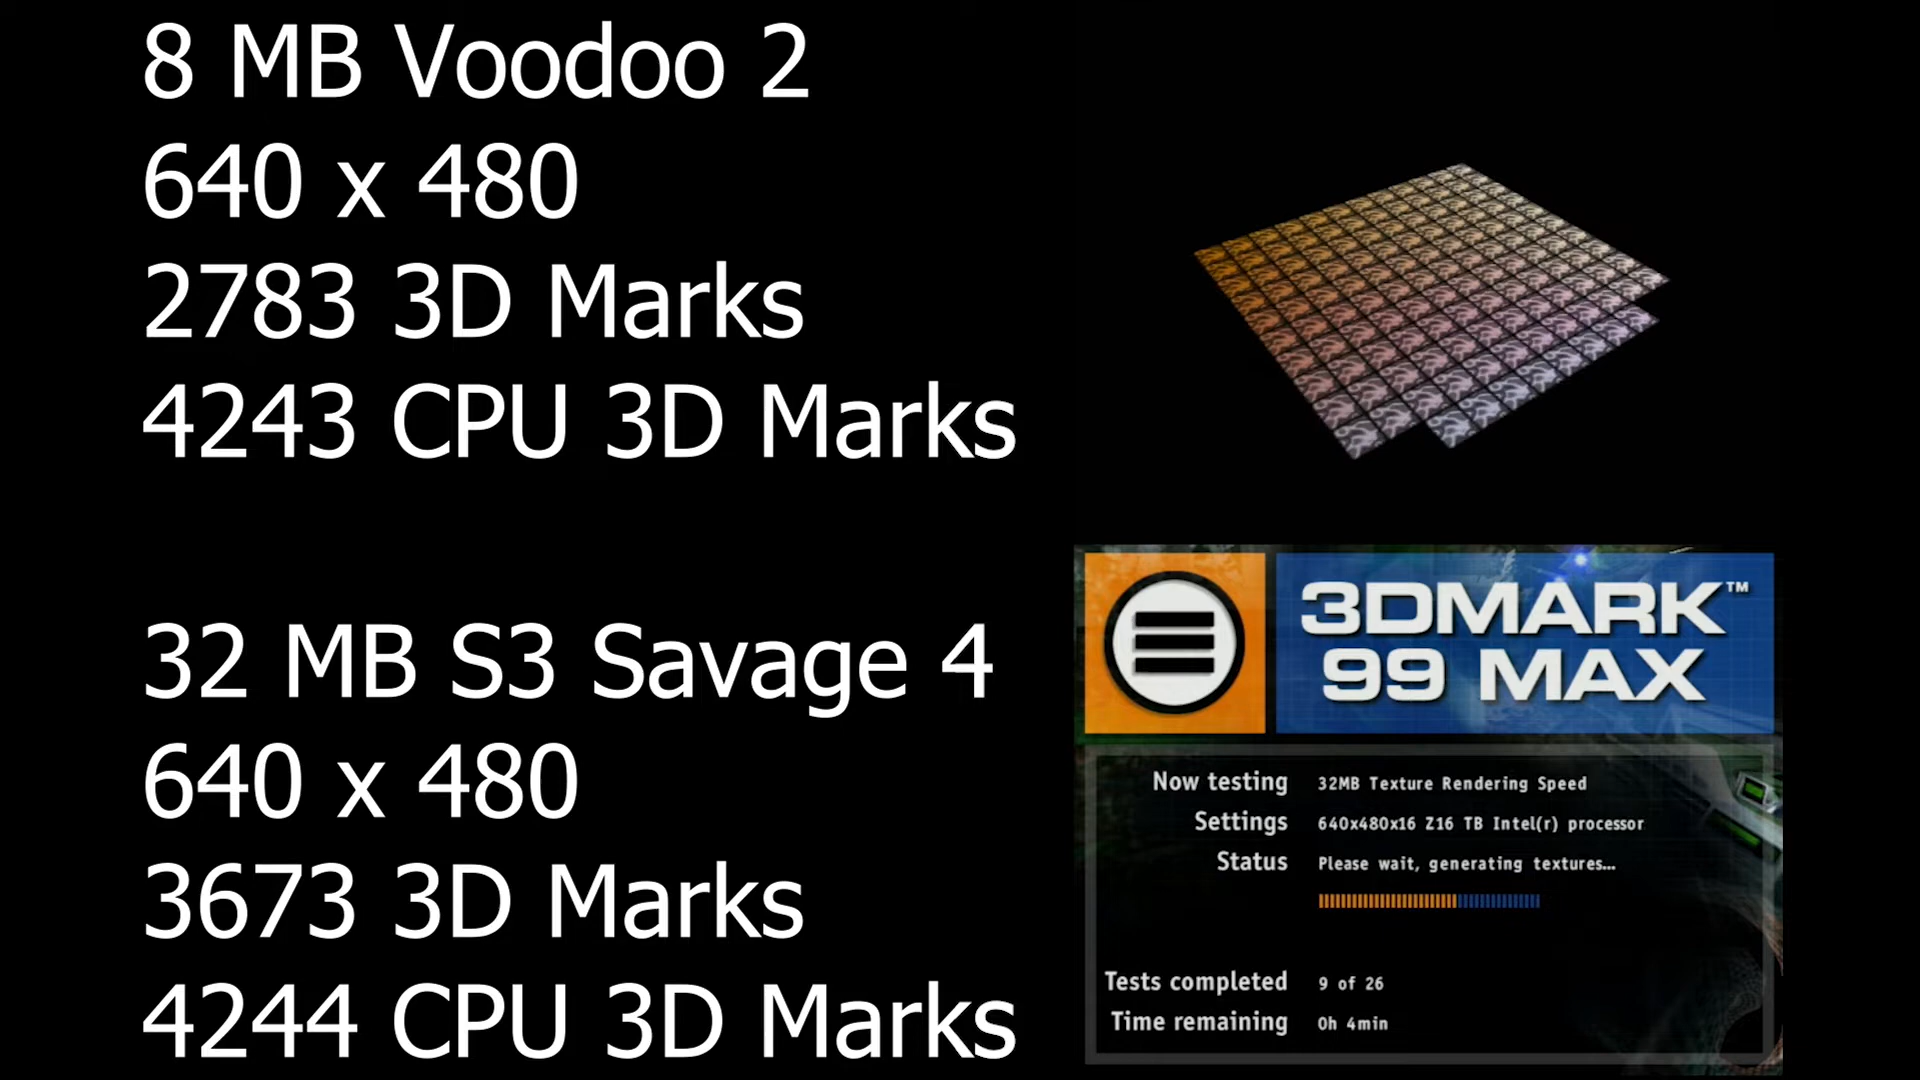 8 MB Voodoo 2
640 x 480
2783 3D Marks
4243 CPU 3D Marks
32 MB S3 Savage 4
640 x 480
3673 3D Marks
4244 CPU 3D Marks
3DMARK™
99 MAX
Now testing 32MB Texture Rendering Speed
Settings 640x480x16 Z16 TB Intel(r) processor
Status Please wait, generating textures...
Tests completed 9 of 26
Time remaining 0h 4min